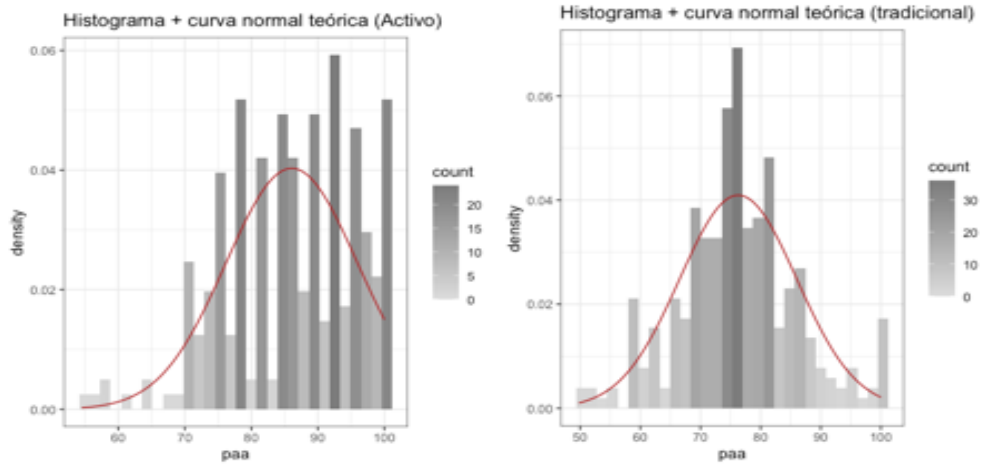 Histograma + curva normal teórica (Activo)
0.06
0.04
0.02
0.00
density
60 70 80 90 100
paa
count
20
15
10
5
0
Histograma + curva normal teórica (tradicional)
0.06
0.04
0.02
0.00
density
50 60 70 80 90 100
paa
count
30
20
10
0